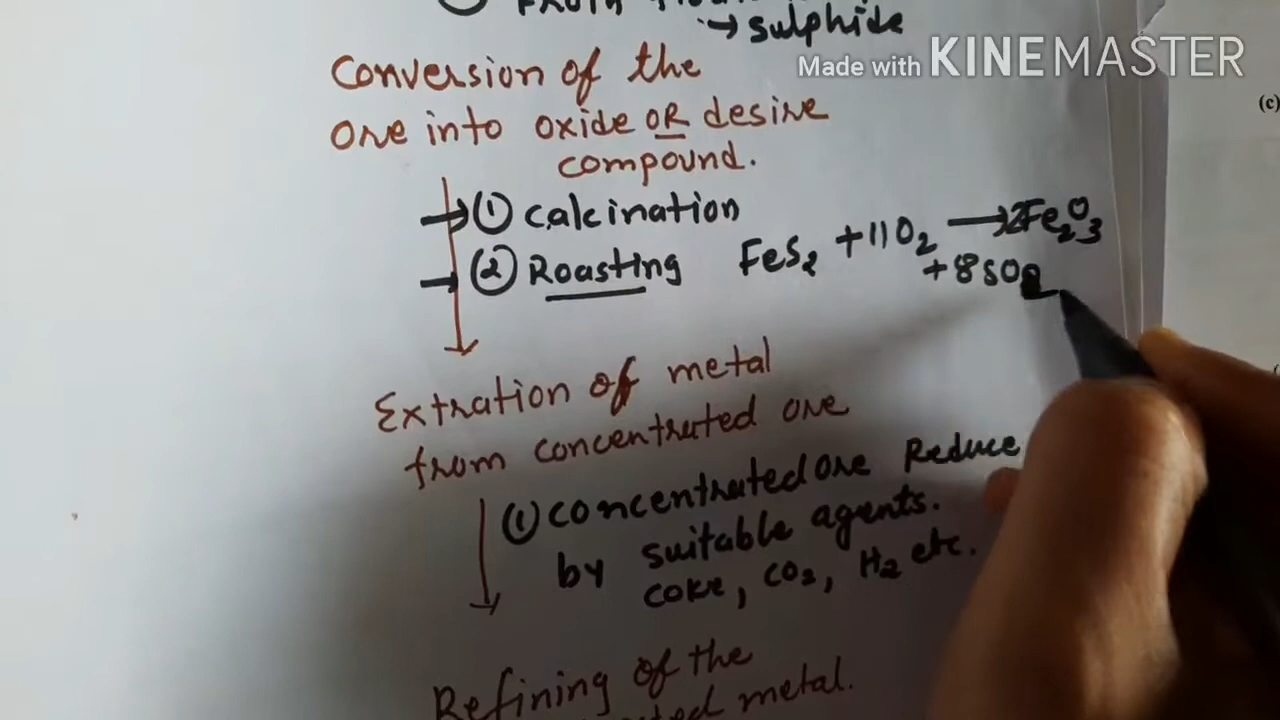 → sulphide
Made with KINEMASTER
Conversion of the
ore into oxide OR desire
compound.
(c)
→ ① Calcination
→ ② Roasting FeS₂ + 11O₂ → 2Fe₂O₃
+ 8SO₂
Extration of metal
from concentrated ore
① concentrated ore Reduce
by suitable agents.
coke, CO₂, H₂ etc.
Refining of the
metal.